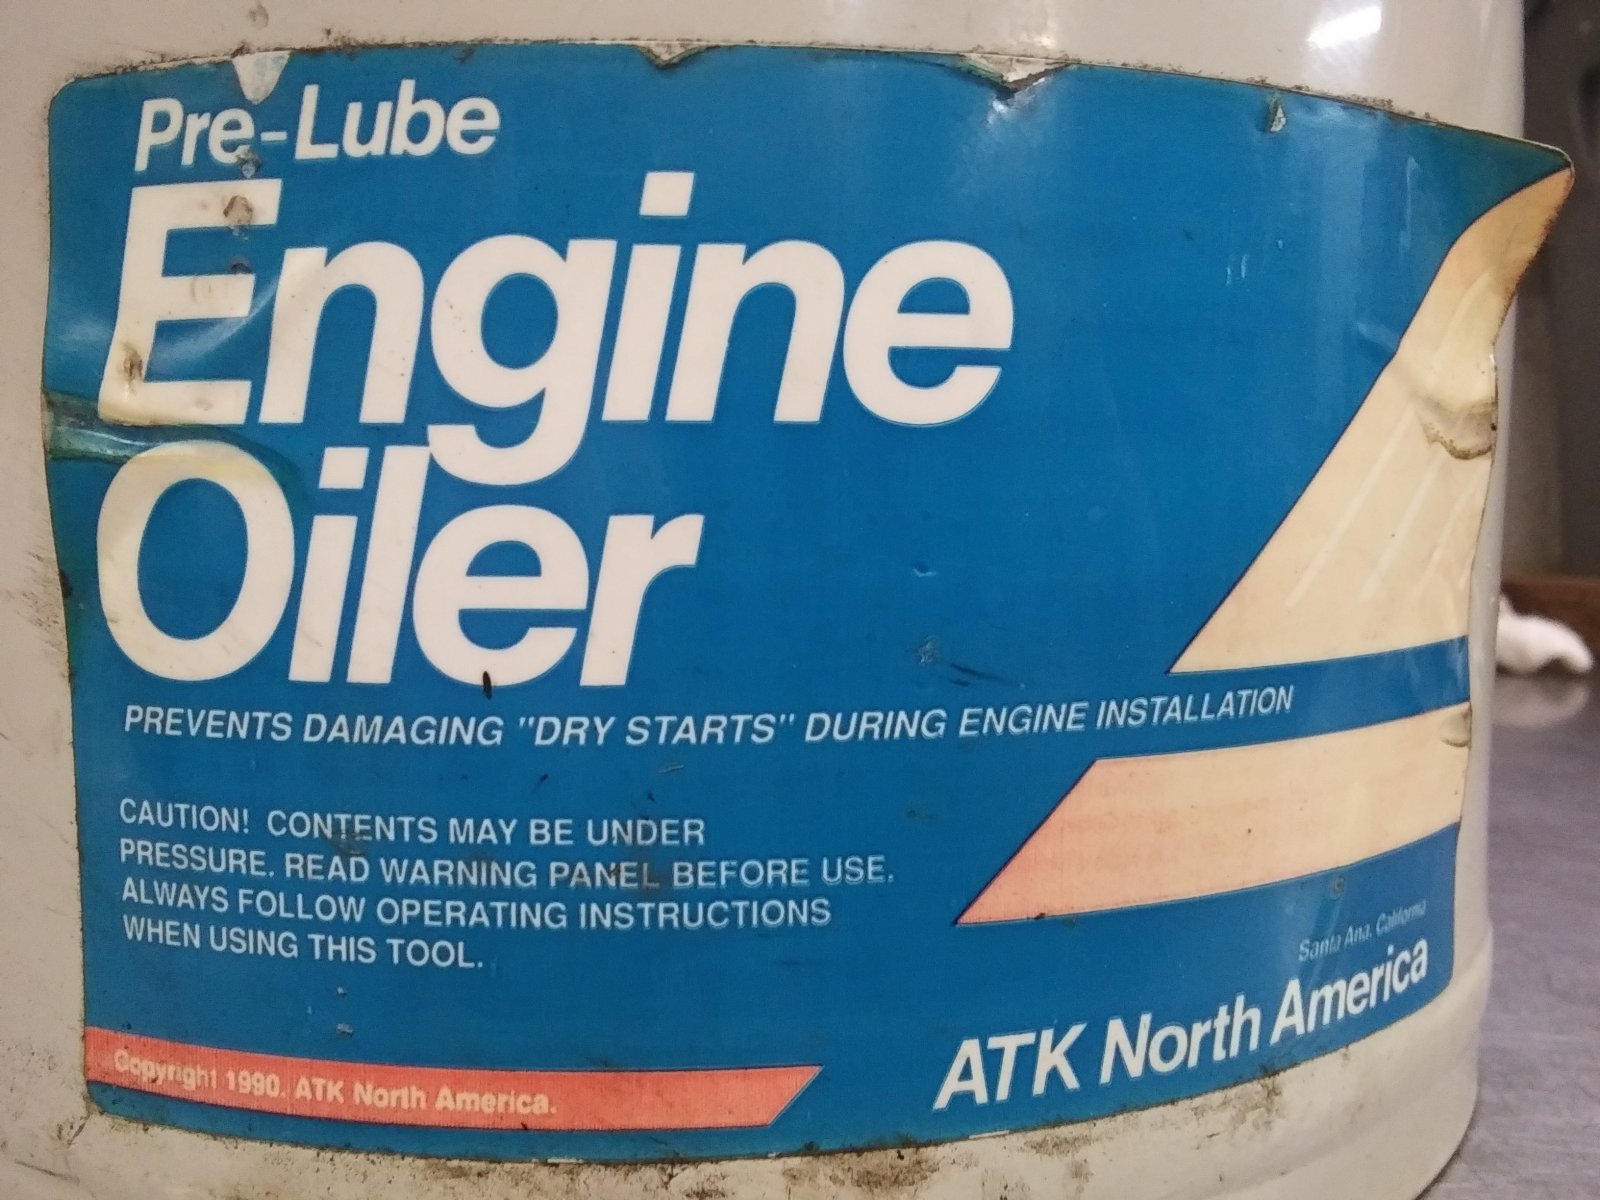 Pre-Lube
Engine
Oiler
PREVENTS DAMAGING "DRY STARTS" DURING ENGINE INSTALLATION
CAUTION! CONTENTS MAY BE UNDER
PRESSURE. READ WARNING PANEL BEFORE USE.
ALWAYS FOLLOW OPERATING INSTRUCTIONS
WHEN USING THIS TOOL.
Santa Ana, California
ATK North America
Copyright 1990. ATK North America.